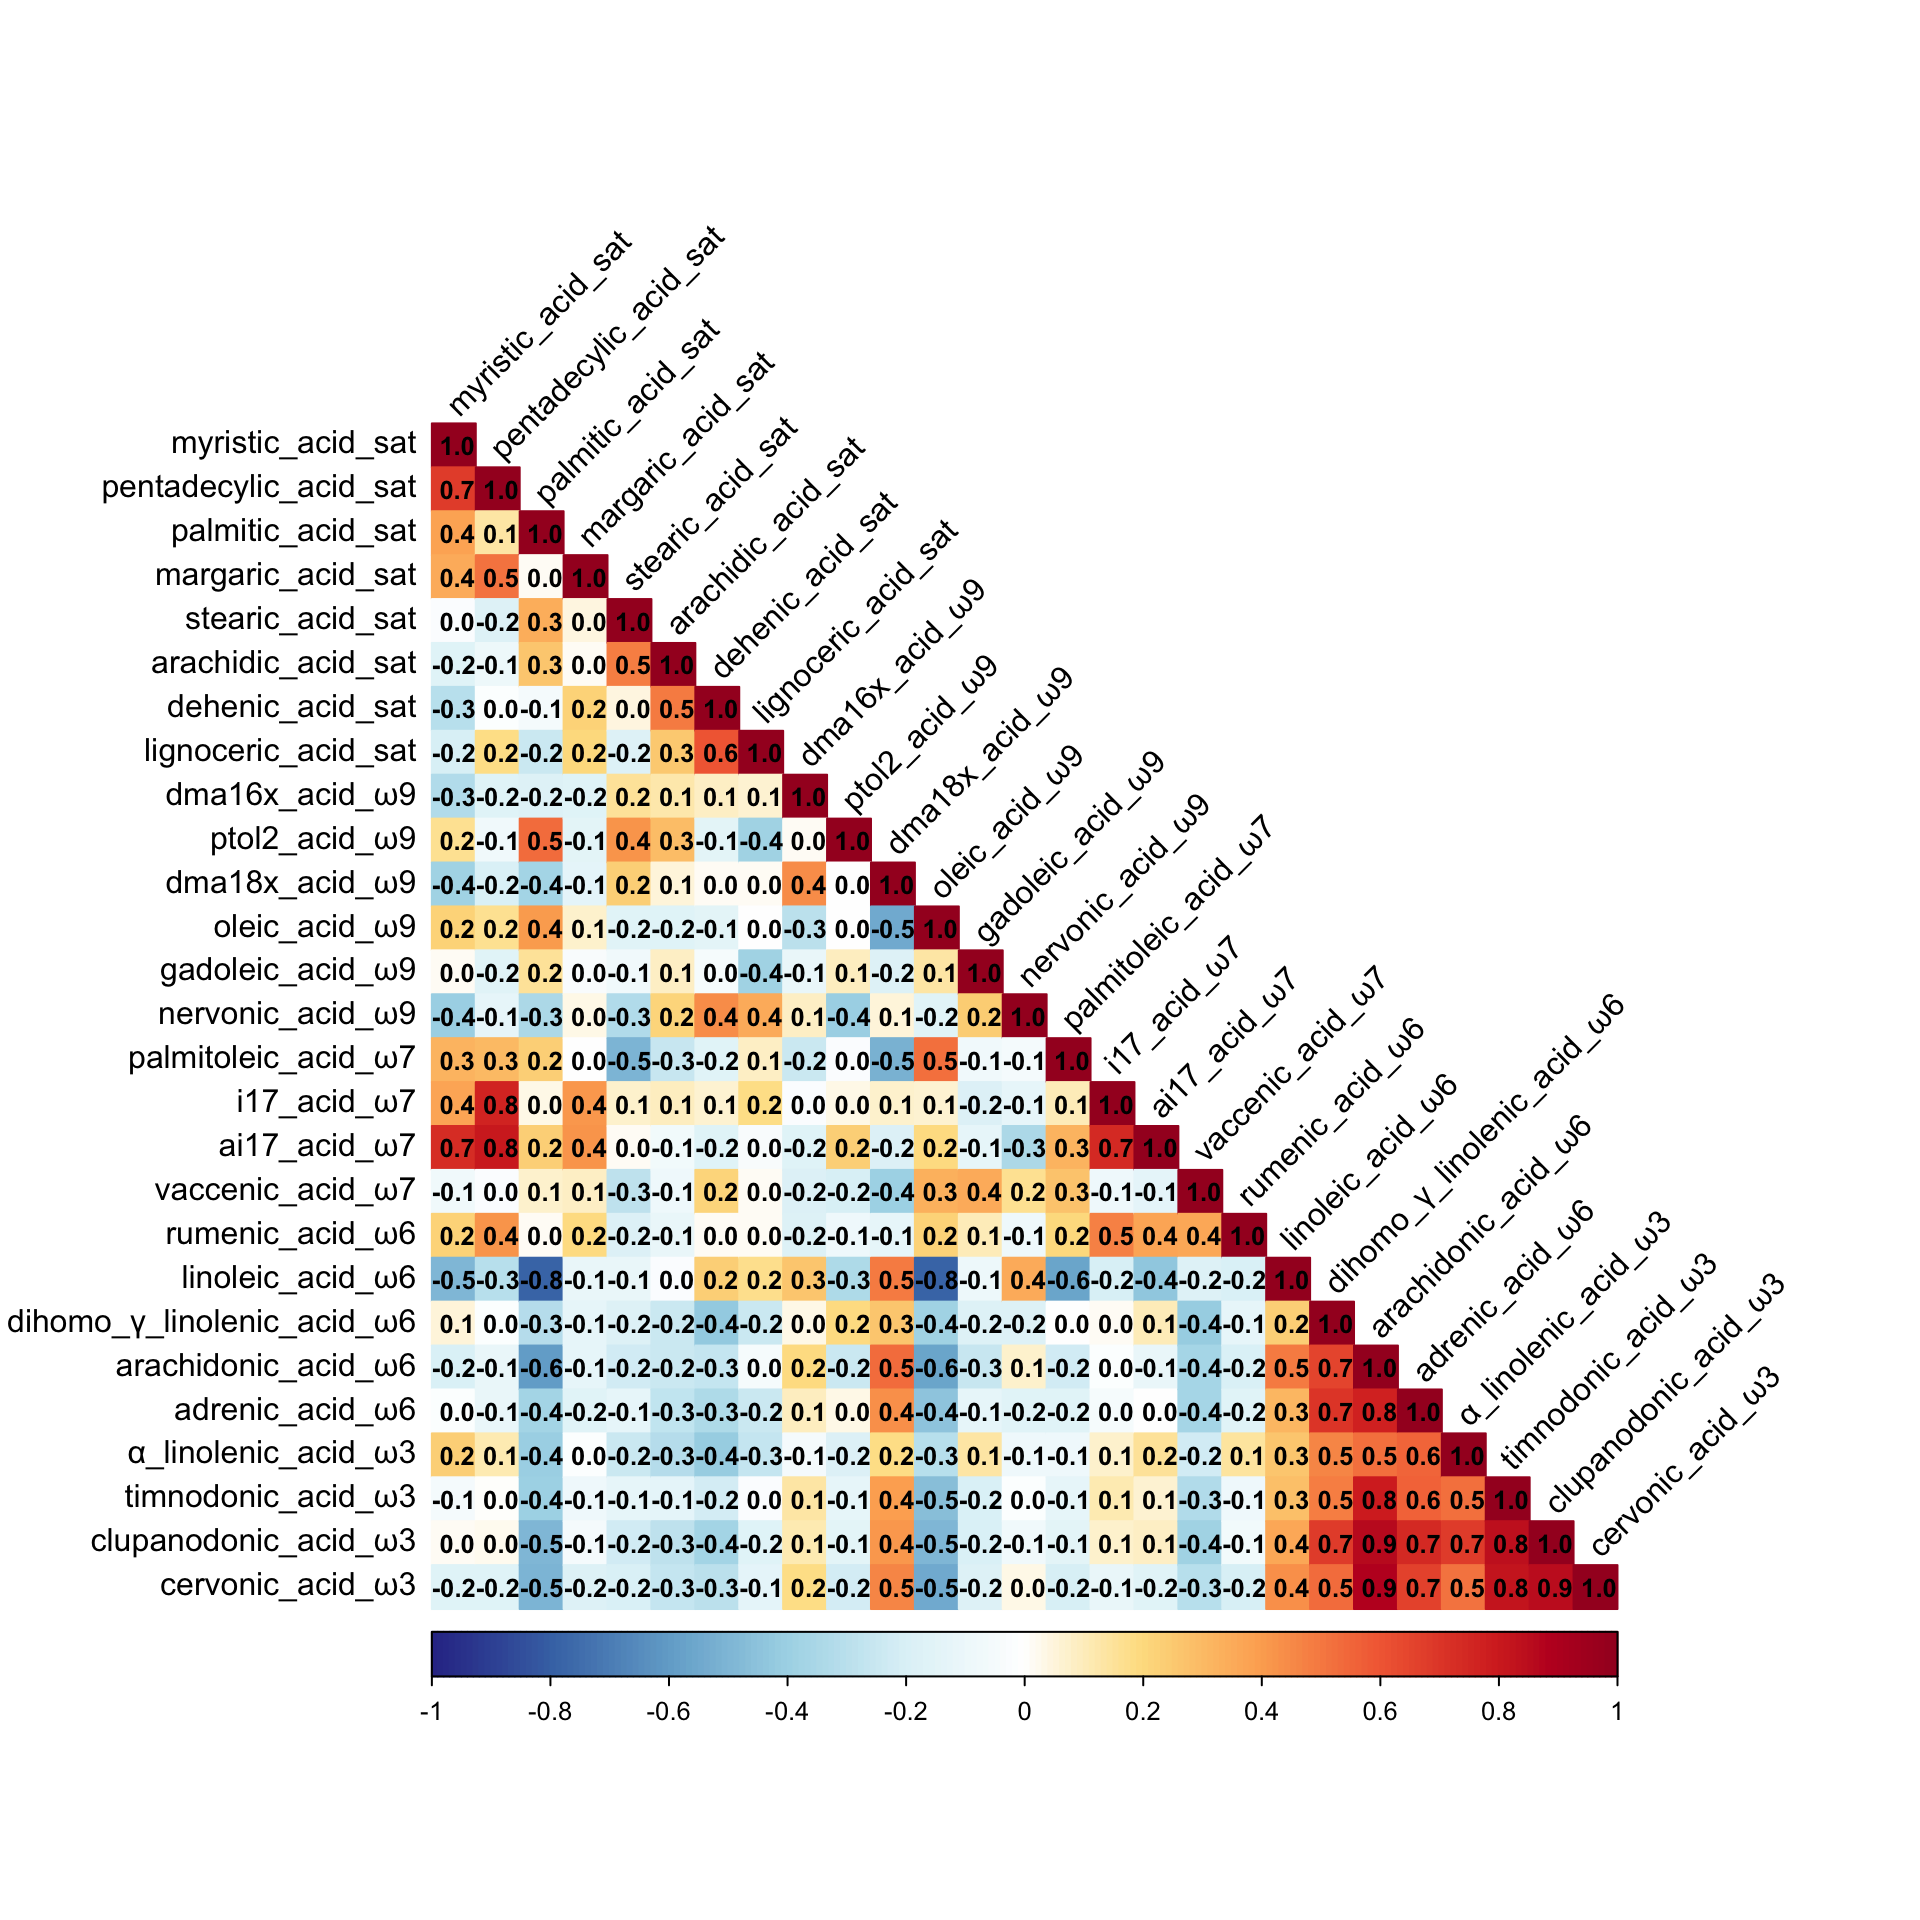 myristic_acid_sat
pentadecylic_acid_sat
palmitic_acid_sat
margaric_acid_sat
stearic_acid_sat
arachidic_acid_sat
dehenic_acid_sat
lignoceric_acid_sat
dma16x_acid_ω9
ptol2_acid_ω9
dma18x_acid_ω9
oleic_acid_ω9
gadoleic_acid_ω9
nervonic_acid_ω9
palmitoleic_acid_ω7
i17_acid_ω7
ai17_acid_ω7
vaccenic_acid_ω7
rumenic_acid_ω6
linoleic_acid_ω6
dihomo_γ_linolenic_acid_ω6
arachidonic_acid_ω6
adrenic_acid_ω6
α_linolenic_acid_ω3
timnodonic_acid_ω3
clupanodonic_acid_ω3
cervonic_acid_ω3
myristic_acid_sat 1.0
pentadecylic_acid_sat 0.7 1.0
palmitic_acid_sat 0.4 0.1 1.0
margaric_acid_sat 0.4 0.5 0.0 1.0
stearic_acid_sat 0.0 -0.2 0.3 0.0 1.0
arachidic_acid_sat -0.2 -0.1 0.3 0.0 0.5 1.0
dehenic_acid_sat -0.3 0.0 -0.1 0.2 0.0 0.5 1.0
lignoceric_acid_sat -0.2 0.2 -0.2 0.2 -0.2 0.3 0.6 1.0
dma16x_acid_ω9 -0.3 -0.2 -0.2 -0.2 0.2 0.1 0.1 0.1 1.0
ptol2_acid_ω9 0.2 -0.1 0.5 -0.1 0.4 0.3 -0.1 -0.4 0.0 1.0
dma18x_acid_ω9 -0.4 -0.2 -0.4 -0.1 0.2 0.1 0.0 0.0 0.4 0.0 1.0
oleic_acid_ω9 0.2 0.2 0.4 0.1 -0.2 -0.2 -0.1 0.0 -0.3 0.0 -0.5 1.0
gadoleic_acid_ω9 0.0 -0.2 0.2 0.0 -0.1 0.1 0.0 -0.4 -0.1 0.1 -0.2 0.1 1.0
nervonic_acid_ω9 -0.4 -0.1 -0.3 0.0 -0.3 0.2 0.4 0.4 0.1 -0.4 0.1 -0.2 0.2 1.0
palmitoleic_acid_ω7 0.3 0.3 0.2 0.0 -0.5 -0.3 -0.2 0.1 -0.2 0.0 -0.5 0.5 -0.1 -0.1 1.0
i17_acid_ω7 0.4 0.8 0.0 0.4 0.1 0.1 0.1 0.2 0.0 0.0 0.1 0.1 -0.2 -0.1 0.1 1.0
ai17_acid_ω7 0.7 0.8 0.2 0.4 0.0 -0.1 -0.2 0.0 -0.2 0.2 -0.2 0.2 -0.1 -0.3 0.3 0.7 1.0
vaccenic_acid_ω7 -0.1 0.0 0.1 0.1 -0.3 -0.1 0.2 0.0 -0.2 -0.2 -0.4 0.3 0.4 0.2 0.3 -0.1 -0.1 1.0
rumenic_acid_ω6 0.2 0.4 0.0 0.2 -0.2 -0.1 0.0 0.0 -0.2 -0.1 -0.1 0.2 0.1 -0.1 0.2 0.5 0.4 0.4 1.0
linoleic_acid_ω6 -0.5 -0.3 -0.8 -0.1 -0.1 0.0 0.2 0.2 0.3 -0.3 0.5 -0.8 -0.1 0.4 -0.6 -0.2 -0.4 -0.2 -0.2 1.0
dihomo_γ_linolenic_acid_ω6 0.1 0.0 -0.3 -0.1 -0.2 -0.2 -0.4 -0.2 0.0 0.2 0.3 -0.4 -0.2 -0.2 0.0 0.0 0.1 -0.4 -0.1 0.2 1.0
arachidonic_acid_ω6 -0.2 -0.1 -0.6 -0.1 -0.2 -0.2 -0.3 0.0 0.2 -0.2 0.5 -0.6 -0.3 0.1 -0.2 0.0 -0.1 -0.4 -0.2 0.5 0.7 1.0
adrenic_acid_ω6 0.0 -0.1 -0.4 -0.2 -0.1 -0.3 -0.3 -0.2 0.1 0.0 0.4 -0.4 -0.1 -0.2 -0.2 0.0 0.0 -0.4 -0.2 0.3 0.7 0.8 1.0
α_linolenic_acid_ω3 0.2 0.1 -0.4 0.0 -0.2 -0.3 -0.4 -0.3 -0.1 -0.2 0.2 -0.3 0.1 -0.1 -0.1 0.1 0.2 -0.2 0.1 0.3 0.5 0.5 0.6 1.0
timnodonic_acid_ω3 -0.1 0.0 -0.4 -0.1 -0.1 -0.1 -0.2 0.0 0.1 -0.1 0.4 -0.5 -0.2 0.0 -0.1 0.1 0.1 -0.3 -0.1 0.3 0.5 0.8 0.6 0.5 1.0
clupanodonic_acid_ω3 0.0 0.0 -0.5 -0.1 -0.2 -0.3 -0.4 -0.2 0.1 -0.1 0.4 -0.5 -0.2 -0.1 -0.1 0.1 0.1 -0.4 -0.1 0.4 0.7 0.9 0.7 0.7 0.8 1.0
cervonic_acid_ω3 -0.2 -0.2 -0.5 -0.2 -0.2 -0.3 -0.3 -0.1 0.2 -0.2 0.5 -0.5 -0.2 0.0 -0.2 -0.1 -0.2 -0.3 -0.2 0.4 0.5 0.9 0.7 0.5 0.8 0.9 1.0
-1 -0.8 -0.6 -0.4 -0.2 0 0.2 0.4 0.6 0.8 1